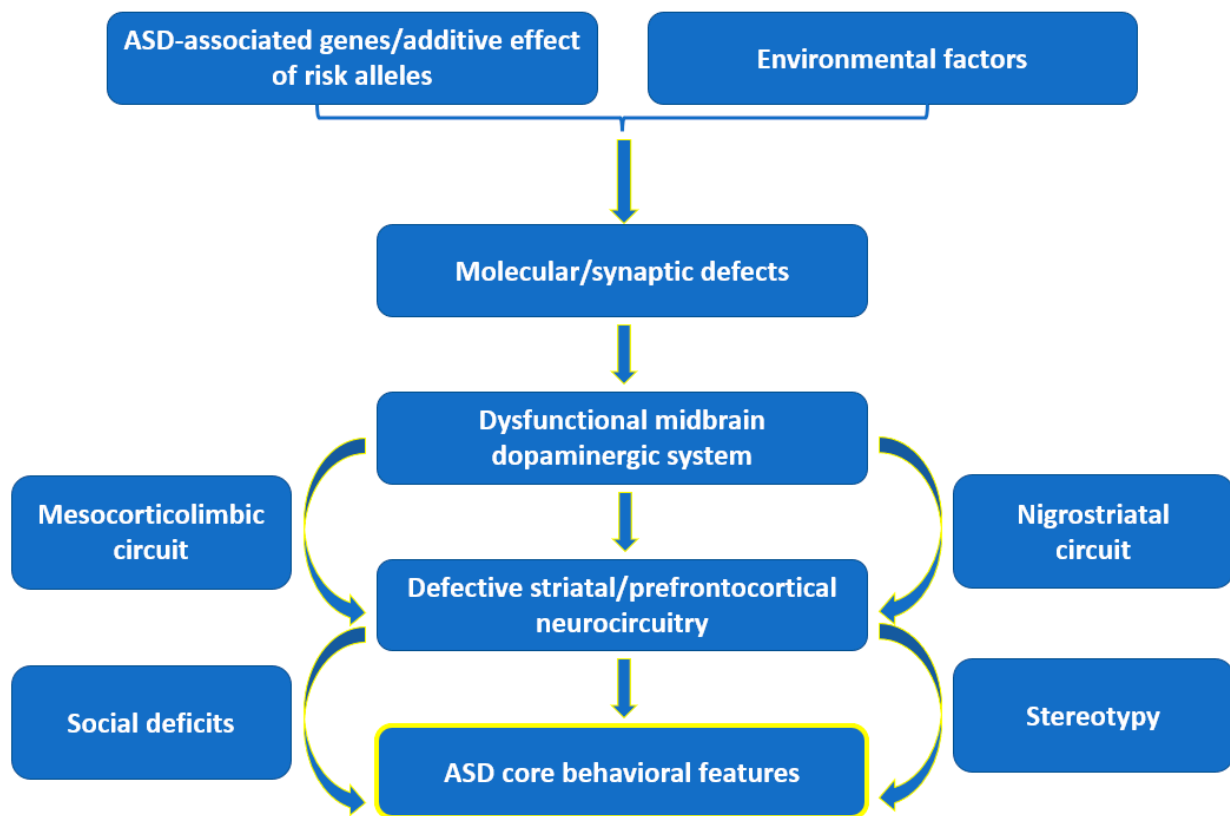 ASD-associated genes/additive effect
of risk alleles
Environmental factors
Molecular/synaptic defects
Dysfunctional midbrain
dopaminergic system
Mesocorticolimbic
circuit
Nigrostriatal
circuit
Defective striatal/prefrontocortical
neurocircuitry
Social deficits
Stereotypy
ASD core behavioral features